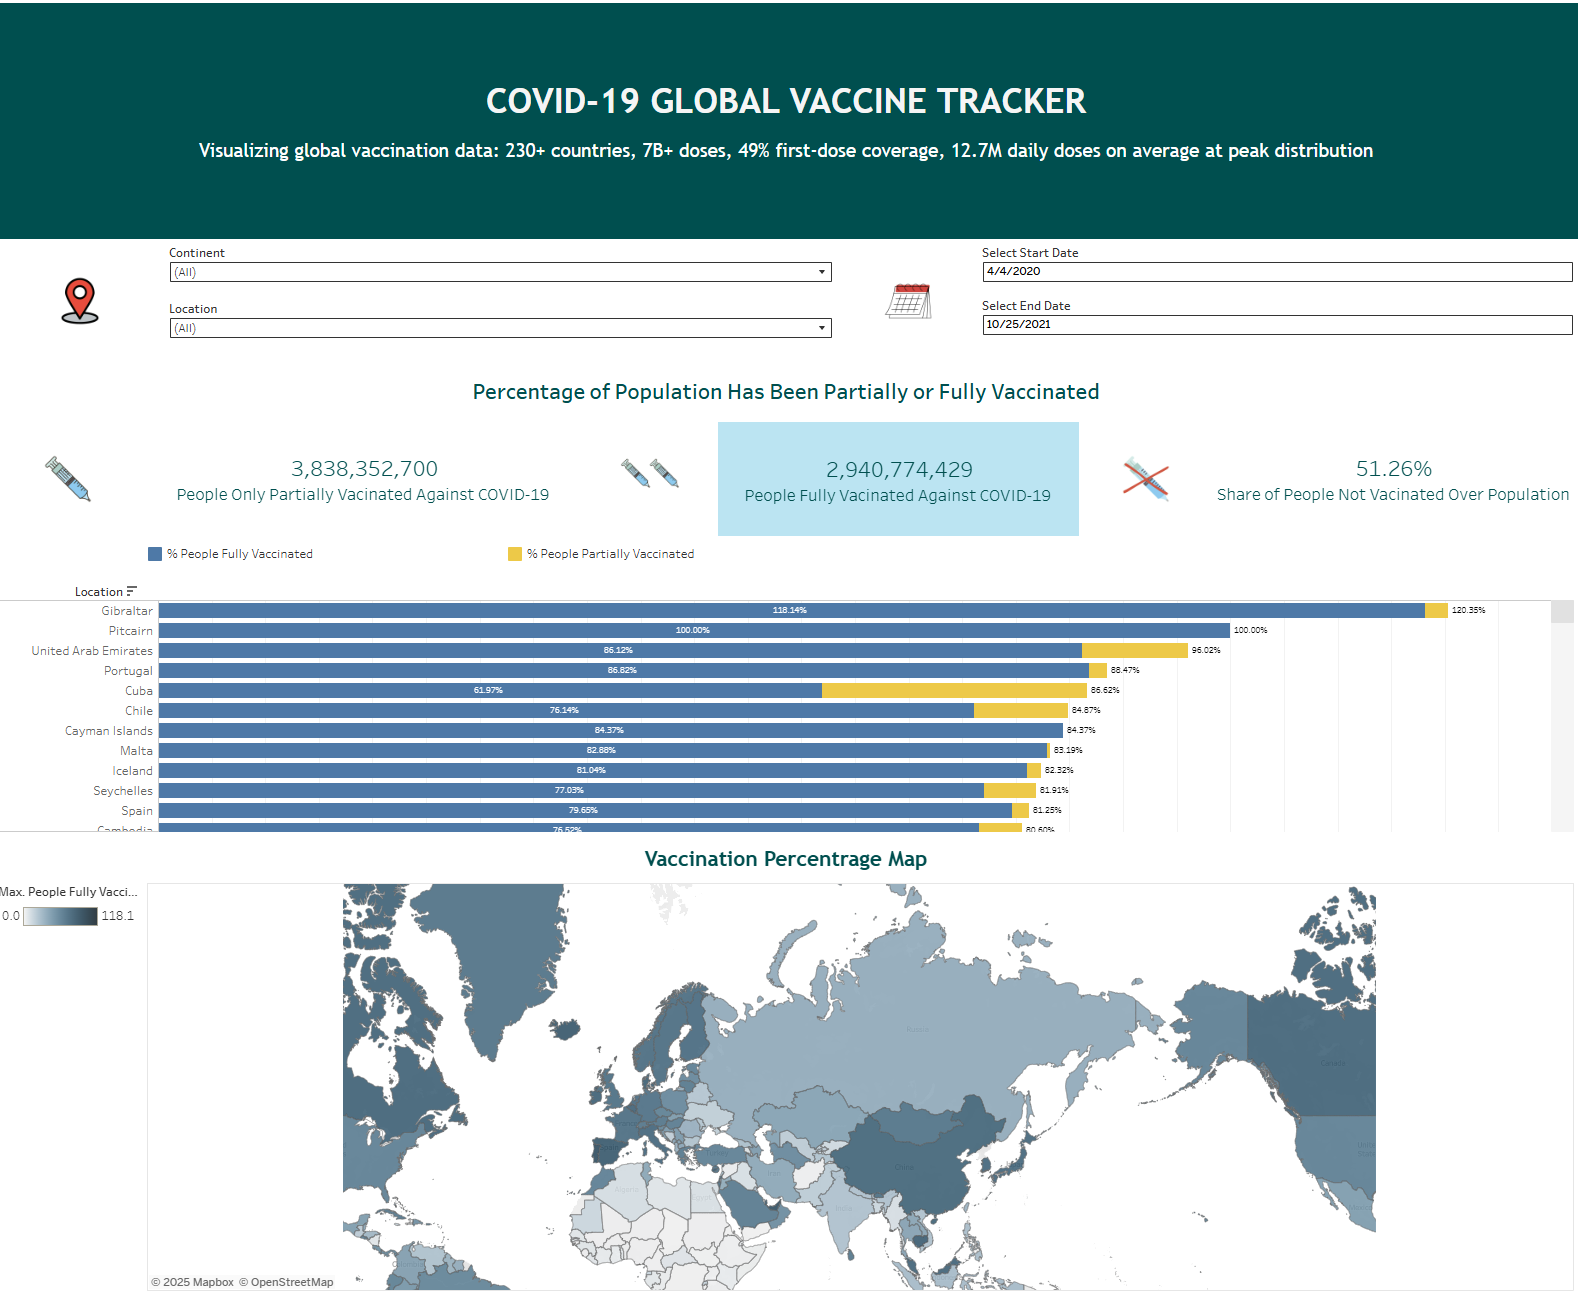 COVID-19 GLOBAL VACCINE TRACKER
Visualizing global vaccination data: 230+ countries, 7B+ doses, 49% first-dose coverage, 12.7M daily doses on average at peak distribution
Continent
(All)
Location
(All)
Select Start Date
4/4/2020
Select End Date
10/25/2021
Percentage of Population Has Been Partially or Fully Vaccinated
3,838,352,700
People Only Partially Vacinated Against COVID-19
2,940,774,429
People Fully Vacinated Against COVID-19
51.26%
Share of People Not Vacinated Over Population
% People Fully Vaccinated
% People Partially Vaccinated
Location
Gibraltar 118.14% 120.35%
Pitcairn 100.00% 100.00%
United Arab Emirates 86.12% 96.02%
Portugal 86.82% 88.47%
Cuba 61.97% 86.62%
Chile 76.14% 84.87%
Cayman Islands 84.37% 84.37%
Malta 82.88% 83.19%
Iceland 81.04% 82.32%
Seychelles 77.03% 81.91%
Spain 79.65% 81.25%
Cambodia 76.52% 80.60%
Vaccination Percentrage Map
Max. People Fully Vacci...
0.0 118.1
Russia
Canada
China
India
© 2025 Mapbox © OpenStreetMap